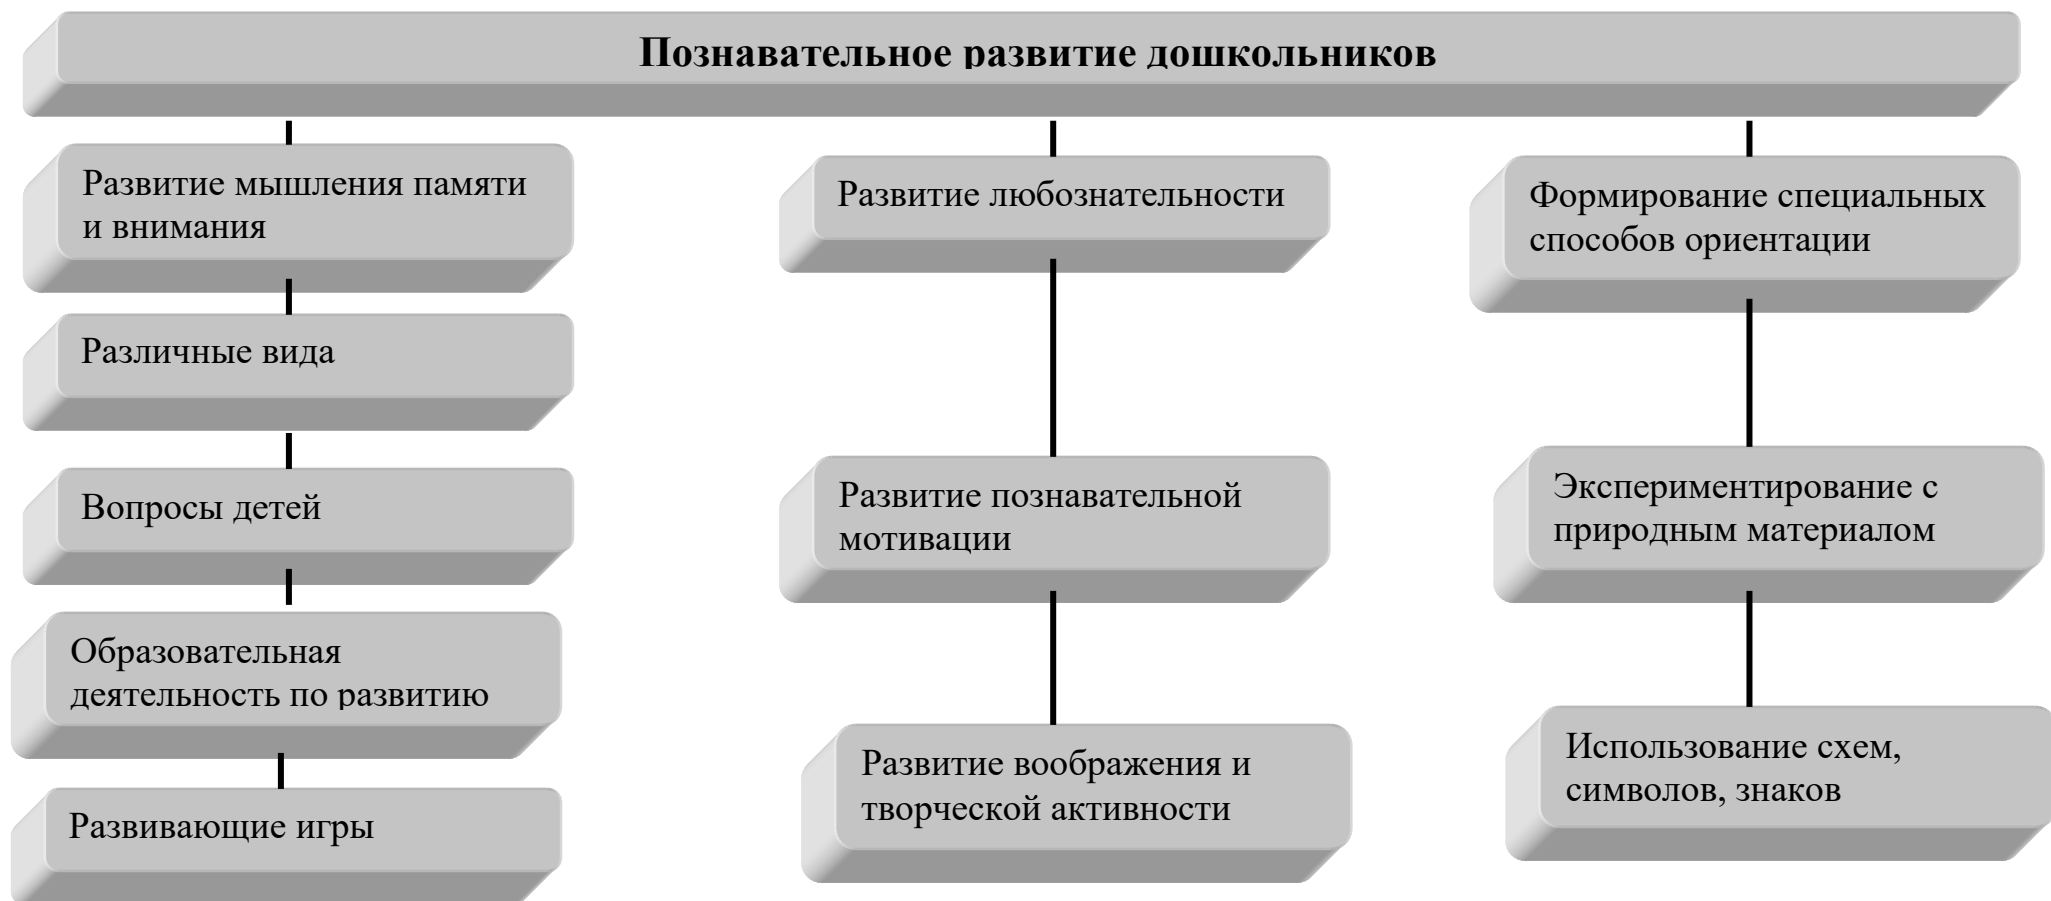 Познавательное развитие дошкольников
Развитие мышления памяти
и внимания
Различные вида
Вопросы детей
Образовательная
деятельность по развитию
Развивающие игры
Развитие любознательности
Развитие познавательной
мотивации
Развитие воображения и
творческой активности
Формирование специальных
способов ориентации
Экспериментирование с
природным материалом
Использование схем,
символов, знаков